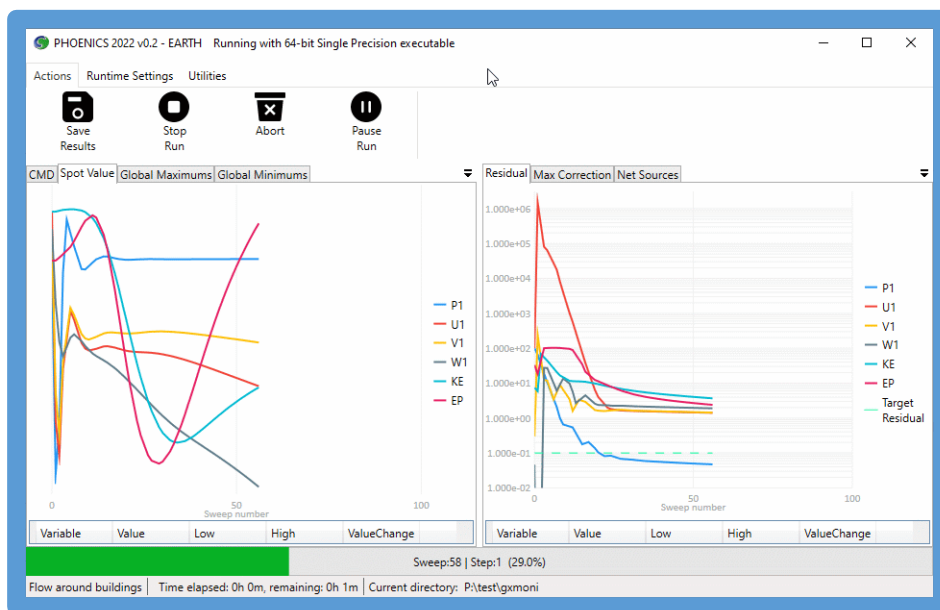 PHOENICS 2022 v0.2 - EARTH Running with 64-bit Single Precision executable
Actions Runtime Settings Utilities
Save Results
Stop Run
Abort
Pause Run
CMD Spot Value Global Maximums Global Minimums
P1
U1
V1
W1
KE
EP
0 50 100
Sweep number
Variable Value Low High ValueChange
Residual Max Correction Net Sources
1.000e+06
1.000e+05
1.000e+04
1.000e+03
1.000e+02
1.000e+01
1.000e+00
1.000e-01
1.000e-02
P1
U1
V1
W1
KE
EP
Target
Residual
0 50 100
Sweep number
Variable Value Low High ValueChange
Sweep:58 | Step:1 (29.0%)
Flow around buildings Time elapsed: 0h 0m, remaining: 0h 1m Current directory: P:\test\gxmoni